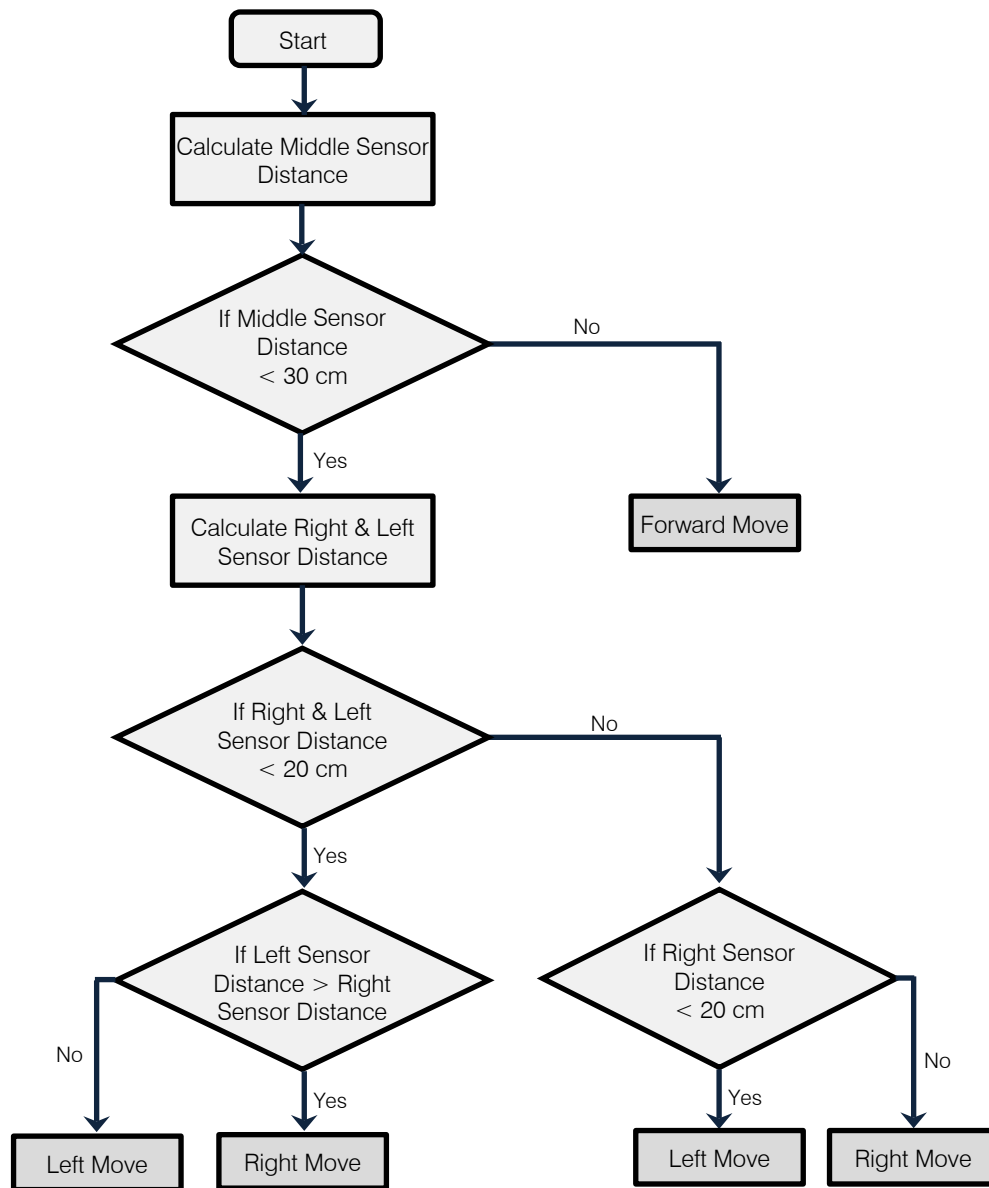 Start
Calculate Middle Sensor
Distance
If Middle Sensor
Distance
< 30 cm
No
Yes
Calculate Right & Left
Sensor Distance
Forward Move
If Right & Left
Sensor Distance
< 20 cm
No
Yes
If Left Sensor
Distance > Right
Sensor Distance
If Right Sensor
Distance
< 20 cm
No
Yes
Yes
No
Left Move
Right Move
Left Move
Right Move